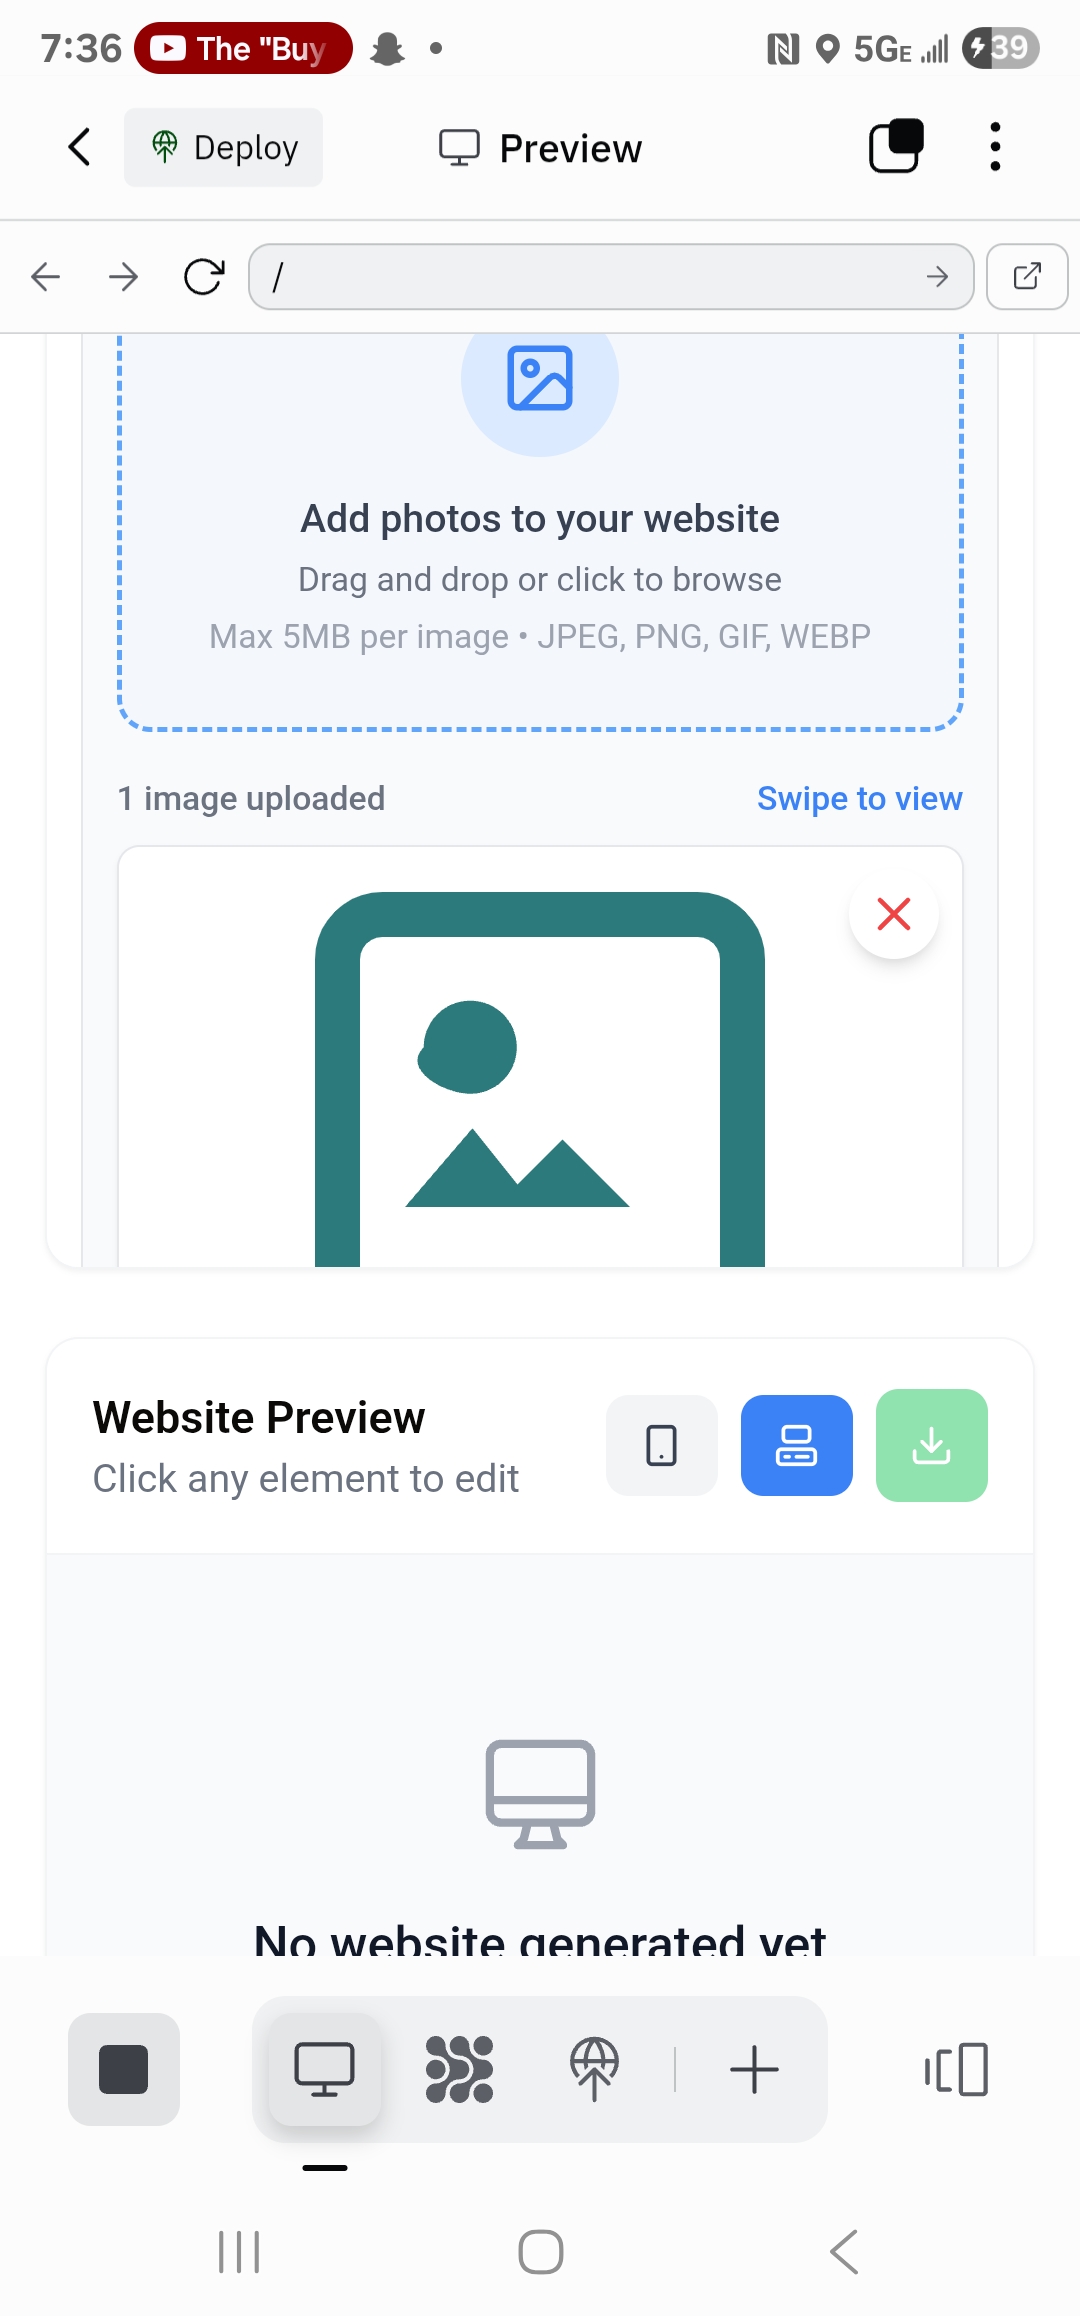 7:36
The "Buy
5GE
39
Deploy
Preview
/
Add photos to your website
Drag and drop or click to browse
Max 5MB per image • JPEG, PNG, GIF, WEBP
1 image uploaded
Swipe to view
Website Preview
Click any element to edit
No website generated yet